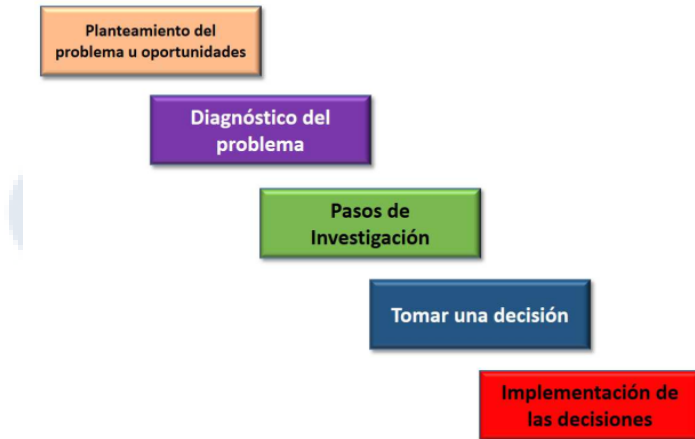 Planteamiento del
problema u oportunidades
Diagnóstico del
problema
Pasos de
Investigación
Tomar una decisión
Implementación de
las decisiones